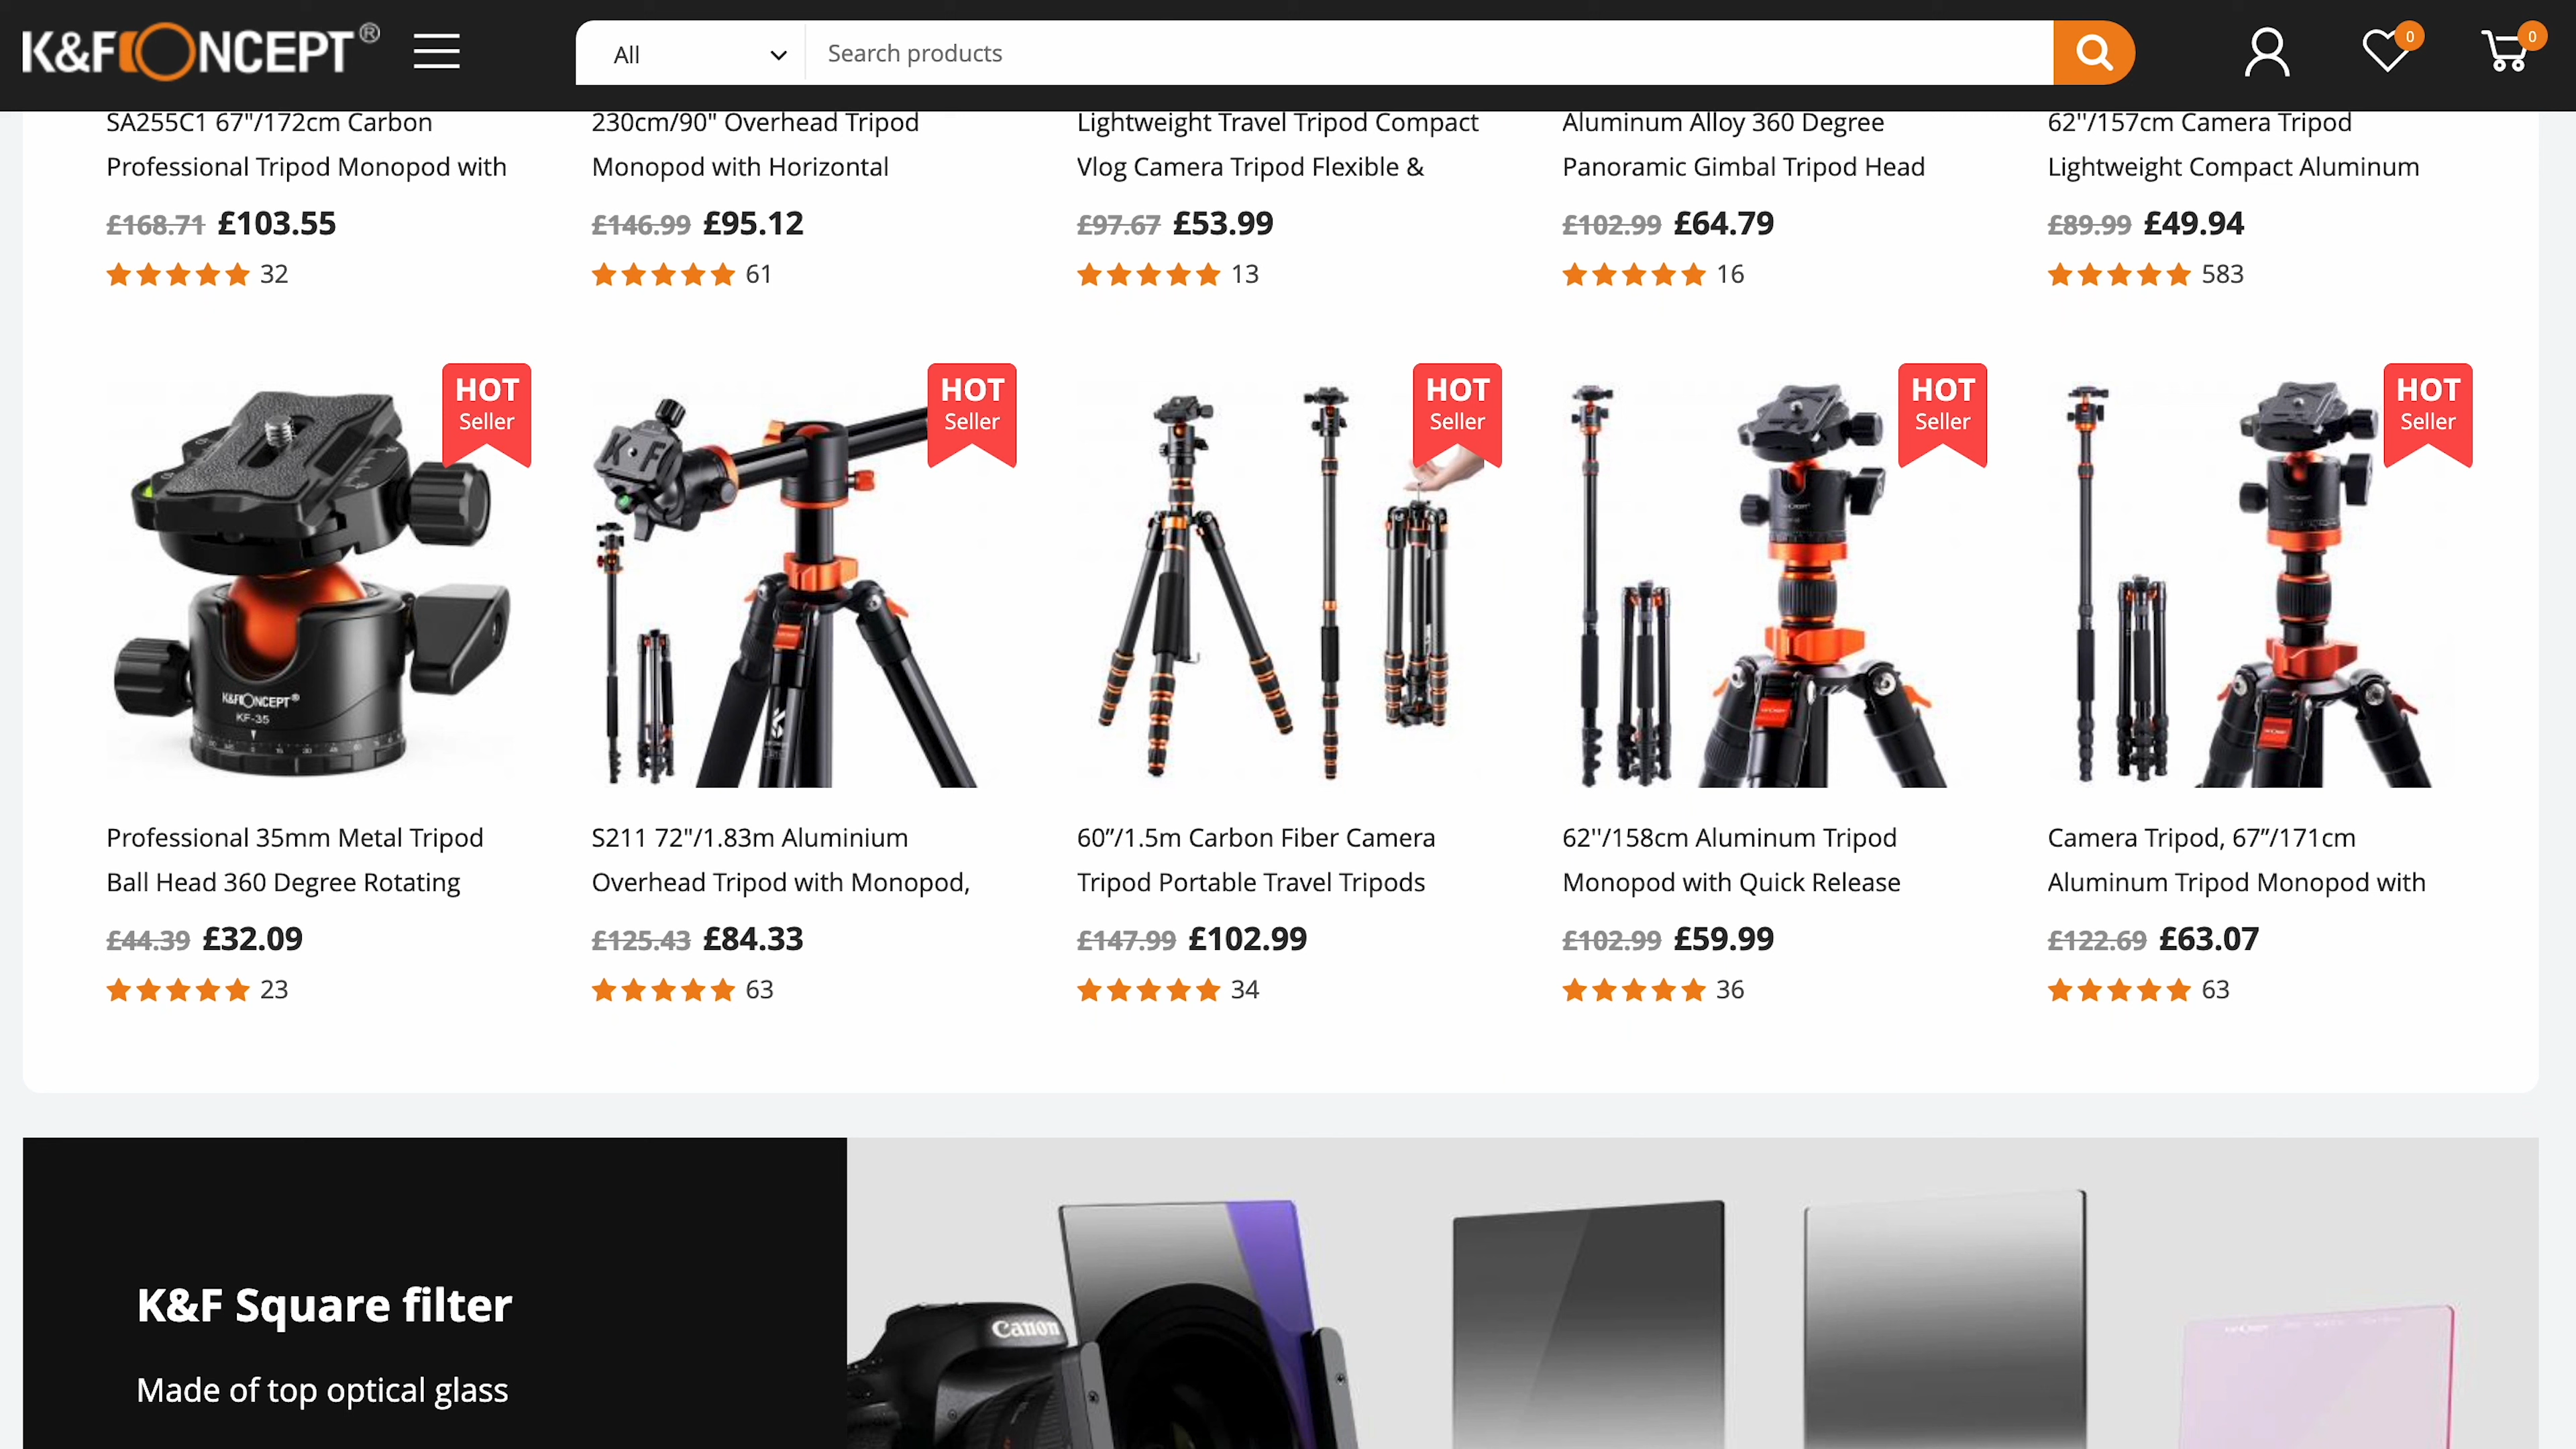 K&F CONCEPT®
All
Search products
0
0
SA255C1 67"/172cm Carbon
Professional Tripod Monopod with
£168.71 £103.55
32
230cm/90" Overhead Tripod
Monopod with Horizontal
£146.99 £95.12
61
Lightweight Travel Tripod Compact
Vlog Camera Tripod Flexible &
£97.67 £53.99
13
Aluminum Alloy 360 Degree
Panoramic Gimbal Tripod Head
£102.99 £64.79
16
62''/157cm Camera Tripod
Lightweight Compact Aluminum
£89.99 £49.94
583
HOT
Seller
K&F CONCEPT®
KF-35
Professional 35mm Metal Tripod
Ball Head 360 Degree Rotating
£44.39 £32.09
23
HOT
Seller
K F
S211 72"/1.83m Aluminium
Overhead Tripod with Monopod,
£125.43 £84.33
63
HOT
Seller
60”/1.5m Carbon Fiber Camera
Tripod Portable Travel Tripods
£147.99 £102.99
34
HOT
Seller
62''/158cm Aluminum Tripod
Monopod with Quick Release
£102.99 £59.99
36
HOT
Seller
Camera Tripod, 67”/171cm
Aluminum Tripod Monopod with
£122.69 £63.07
63
K&F Square filter
Made of top optical glass
Canon